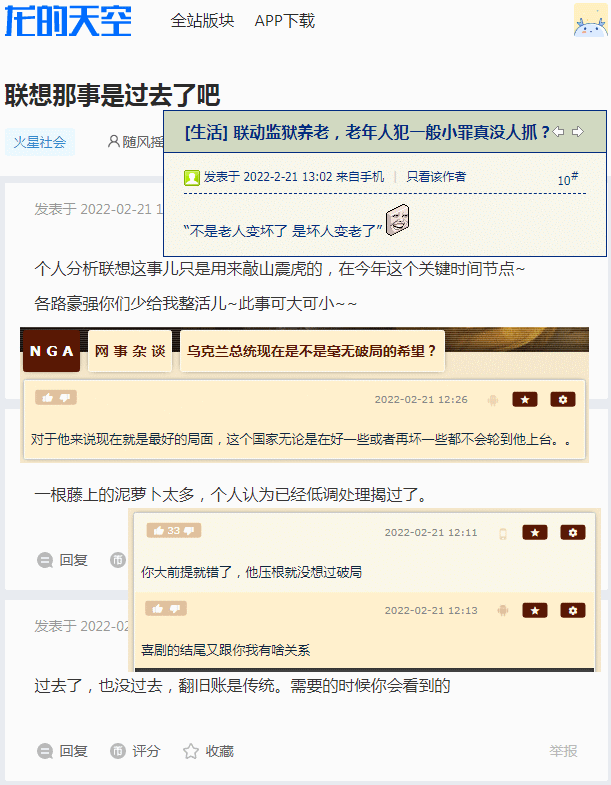 龙的天空
全站版块 APP下载
联想那事是过去了吧
火星社会 随风摇
[生活] 联动监狱养老，老年人犯一般小罪真没人抓？
发表于 2022-2-21 13:02 来自手机 | 只看该作者
10#
“不是老人变坏了 是坏人变老了”
发表于 2022-02-21 1
个人分析联想这事儿只是用来敲山震虎的，在今年这个关键时间节点~
各路豪强你们少给我整活儿~此事可大可小~~
NGA 网事杂谈 乌克兰总统现在是不是毫无破局的希望？
2022-02-21 12:26
对于他来说现在就是最好的局面，这个国家无论是在好一些或者再坏一些都不会轮到他上台。。
一根藤上的泥萝卜太多，个人认为已经低调处理揭过了。
33 2022-02-21 12:11
你大前提就错了，他压根就没想过破局
回复 币
2022-02-21 12:13
发表于 2022-02
喜剧的结尾又跟你我有啥关系
过去了，也没过去，翻旧账是传统。需要的时候你会看到的
回复 币 评分 收藏 举报